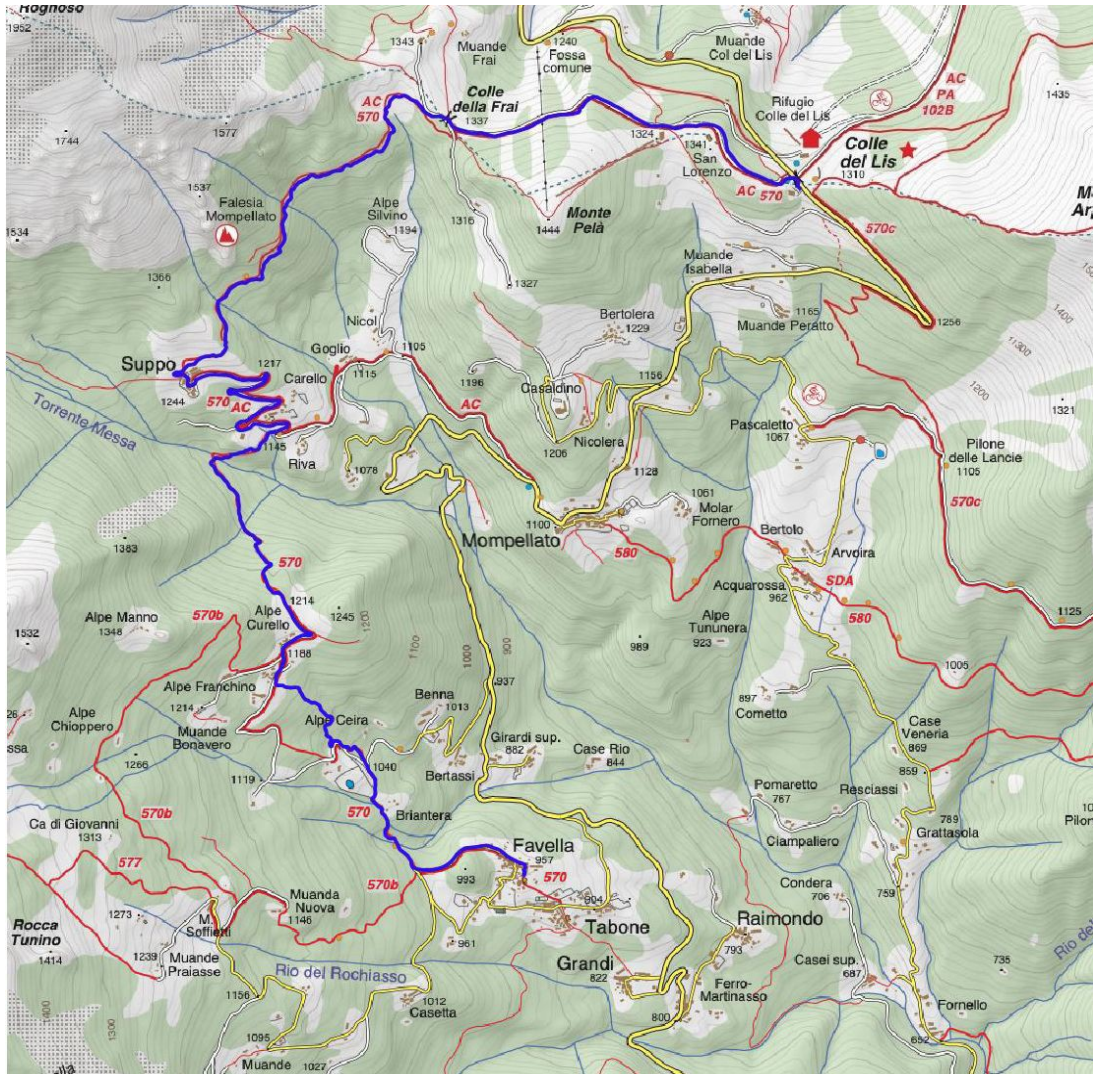 Rognoso
1952
1343
Muande
Frai
1240
Fossa
comune
Muande
Col del Lis
AC
570
Colle
della Frai
1337
AC
PA
102B
1435
Rifugio
Colle del Lis
1577
1744
1324
1341
San
Lorenzo
Colle
del Lis
1310
AC
570
1537
Falesia
Mompellato
1534
Alpe
Silvino
1194
1316
Monte
Pelà
1444
570c
Muande
Isabella
1366
1327
Nicol
Bertolera
1229
1165
Muande Peratto
1256
1400
1300
1200
Suppo
1217
Goglio
1105
1115
Carello
1196
1156
Casaldino
1244
570
AC
AC
1321
Torrente Messa
1145
Riva
1078
Nicolera
1206
Pascaletto
1067
Pilone
delle Lancie
1105
1128
1061
Molar
Fornero
570c
1100
Mompellato
580
1383
Bertolo
Arvoira
Acquarossa
962
SDA
580
570
1214
Alpe
Curello
1245
1200
570b
Alpe Manno
1348
1532
1125
Alpe
Tununera
923
989
1188
1100
1000
900
1005
Alpe Franchino
1214
937
Benna
1013
897
Cometto
Alpe
Chioppero
Muande
Bonavero
Alpe Ceira
Case
Veneria
869
1266
1119
1040
Girardi sup.
882
Case Rio
844
859
Bertassi
Pomaretto
767
Resciassi
570b
570
Briantera
789
Grattasola
Ca di Giovanni
1313
Ciampaliero
577
Favella
957
570b
993
570
Condera
706
759
Muanda
Nuova
1146
904
Rocca
Tunino
1414
1273
M.
Soffietti
Tabone
Raimondo
793
961
1239
Muande
Praiasse
Rio del Rochiasso
Grandi
822
Casei sup.
687
735
1156
Ferro-
Martinasso
1012
Casetta
Fornello
800
1400
1300
1095
Muande
1027
652